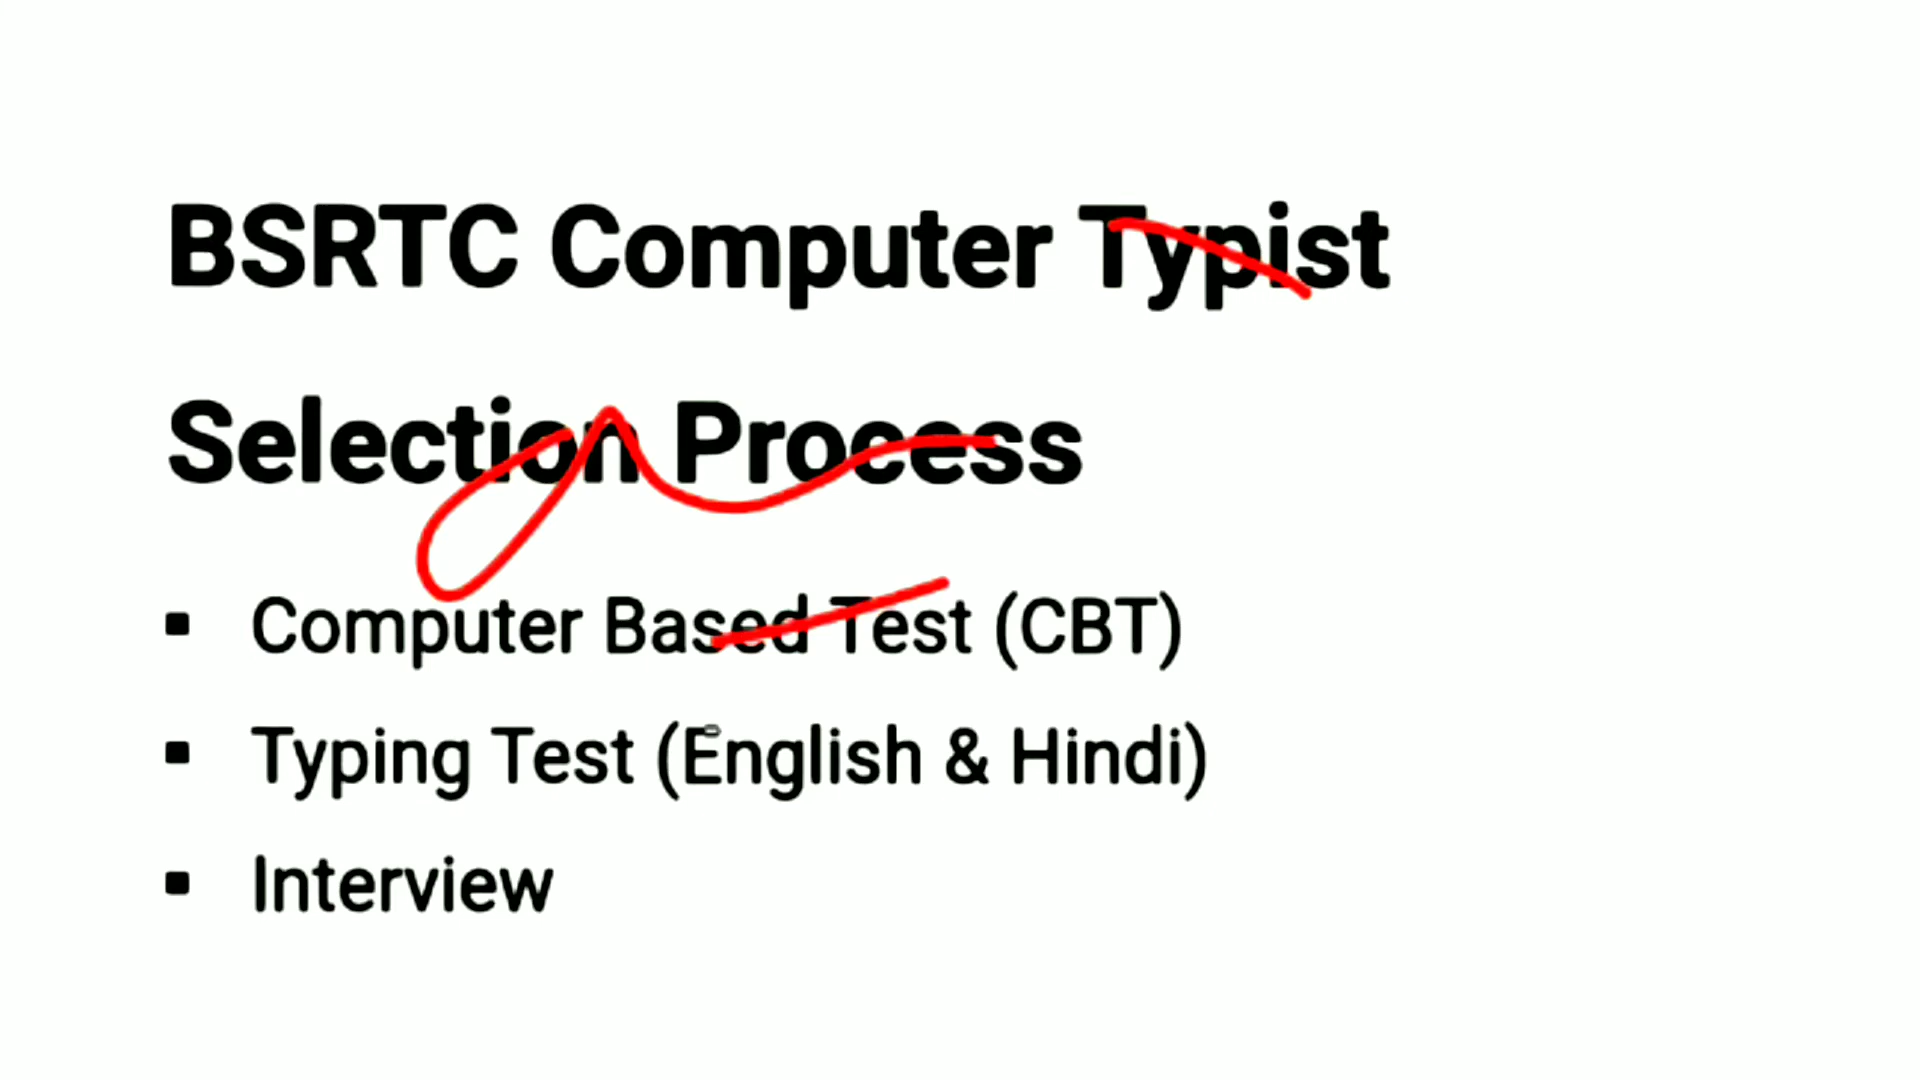 BSRTC Computer Typist
Selection Process
▪ Computer Based Test (CBT)
▪ Typing Test (English & Hindi)
▪ Interview